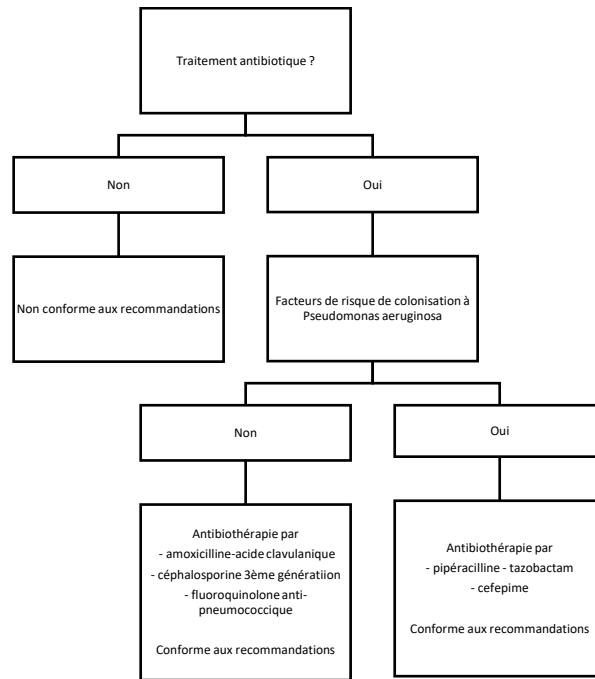 Traitement antibiotique ?
Non
Oui
Non conforme aux recommandations
Facteurs de risque de colonisation à
Pseudomonas aeruginosa
Non
Oui
Antibiothérapie par
- amoxicilline-acide clavulanique
- céphalosporine 3ème génératiion
- fluoroquinolone anti-
pneumococcique
Conforme aux recommandations
Antibiothérapie par
- pipéracilline - tazobactam
- cefepime
Conforme aux recommandations